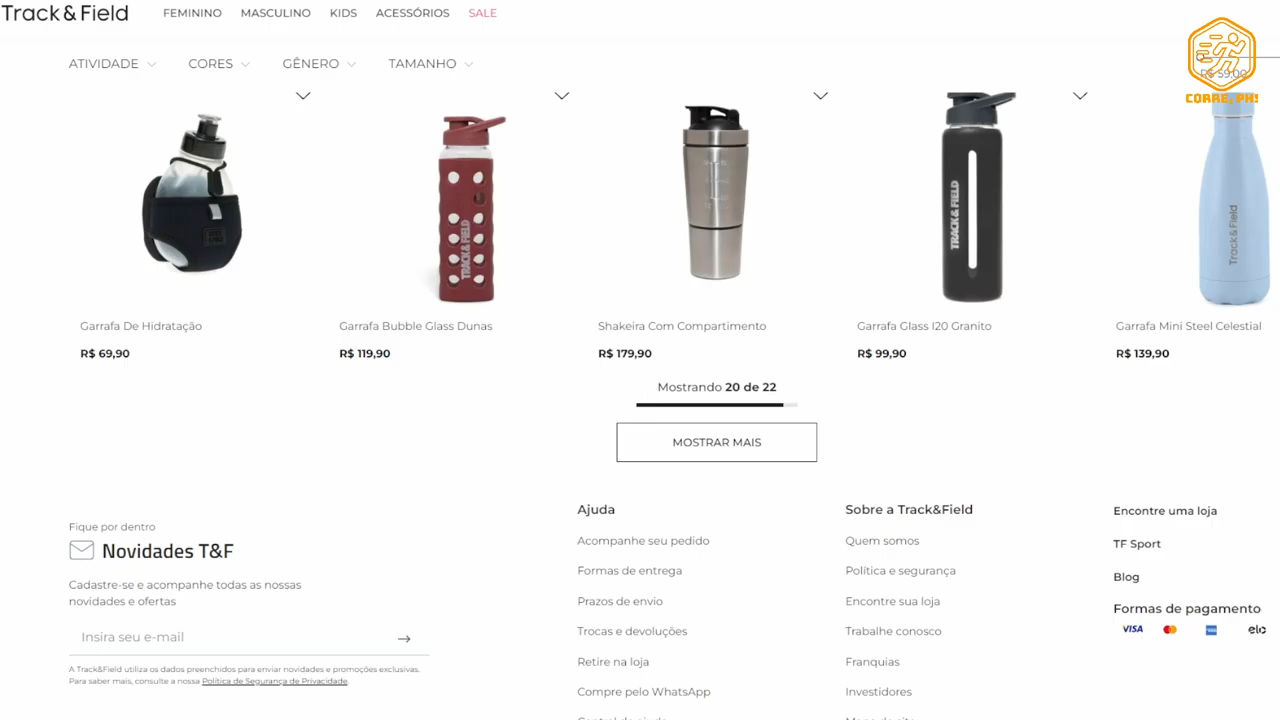 Track&Field
FEMININO MASCULINO KIDS ACESSÓRIOS SALE
ATIVIDADE CORES GÊNERO TAMANHO
R$ 59,00
CORRE, PH!
TRACK&FIELD
TRACK&FIELD
Track&Field
Garrafa De Hidratação
R$ 69,90
Garrafa Bubble Glass Dunas
R$ 119,90
Shakeira Com Compartimento
R$ 179,90
Garrafa Glass I20 Granito
R$ 99,90
Garrafa Mini Steel Celestial
R$ 139,90
Mostrando 20 de 22
MOSTRAR MAIS
Fique por dentro
Novidades T&F
Cadastre-se e acompanhe todas as nossas
novidades e ofertas
Insira seu e-mail
A Track&Field utiliza os dados preenchidos para enviar novidades e promoções exclusivas.
Para saber mais, consulte a nossa Política de Segurança de Privacidade.
Ajuda
Acompanhe seu pedido
Formas de entrega
Prazos de envio
Trocas e devoluções
Retire na loja
Compre pelo WhatsApp
Sobre a Track&Field
Quem somos
Política e segurança
Encontre sua loja
Trabalhe conosco
Franquias
Investidores
Encontre uma loja
TF Sport
Blog
Formas de pagamento
VISA
elo